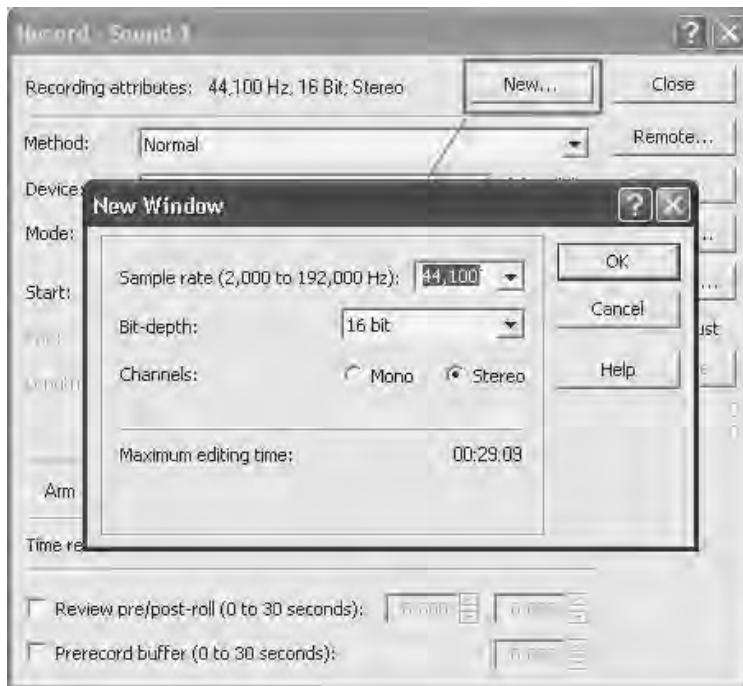 Record - Sound 1
Recording attributes: 44,100 Hz; 16 Bit; Stereo
New...
Close
Method:
Normal
Remote...
Device:
Mode:
Start:
New Window
Sample rate (2,000 to 192,000 Hz):
44,100
OK
Bit-depth:
16 bit
Cancel
Channels:
Mono
Stereo
Help
Maximum editing time:
00:29:09
Arm
Time re
Review pre/post-roll (0 to 30 seconds):
Prerecord buffer (0 to 30 seconds):